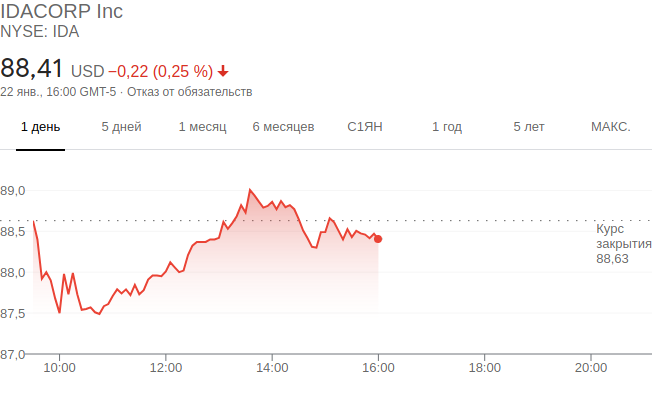 IDACORP Inc
NYSE: IDA
88,41 USD −0,22 (0,25 %)
22 янв., 16:00 GMT-5 · Отказ от обязательств
1 день 5 дней 1 месяц 6 месяцев С1ЯН 1 год 5 лет МАКС.
89,0
88,5
88,0
87,5
87,0
Курс
закрытия
88,63
10:00 12:00 14:00 16:00 18:00 20:00